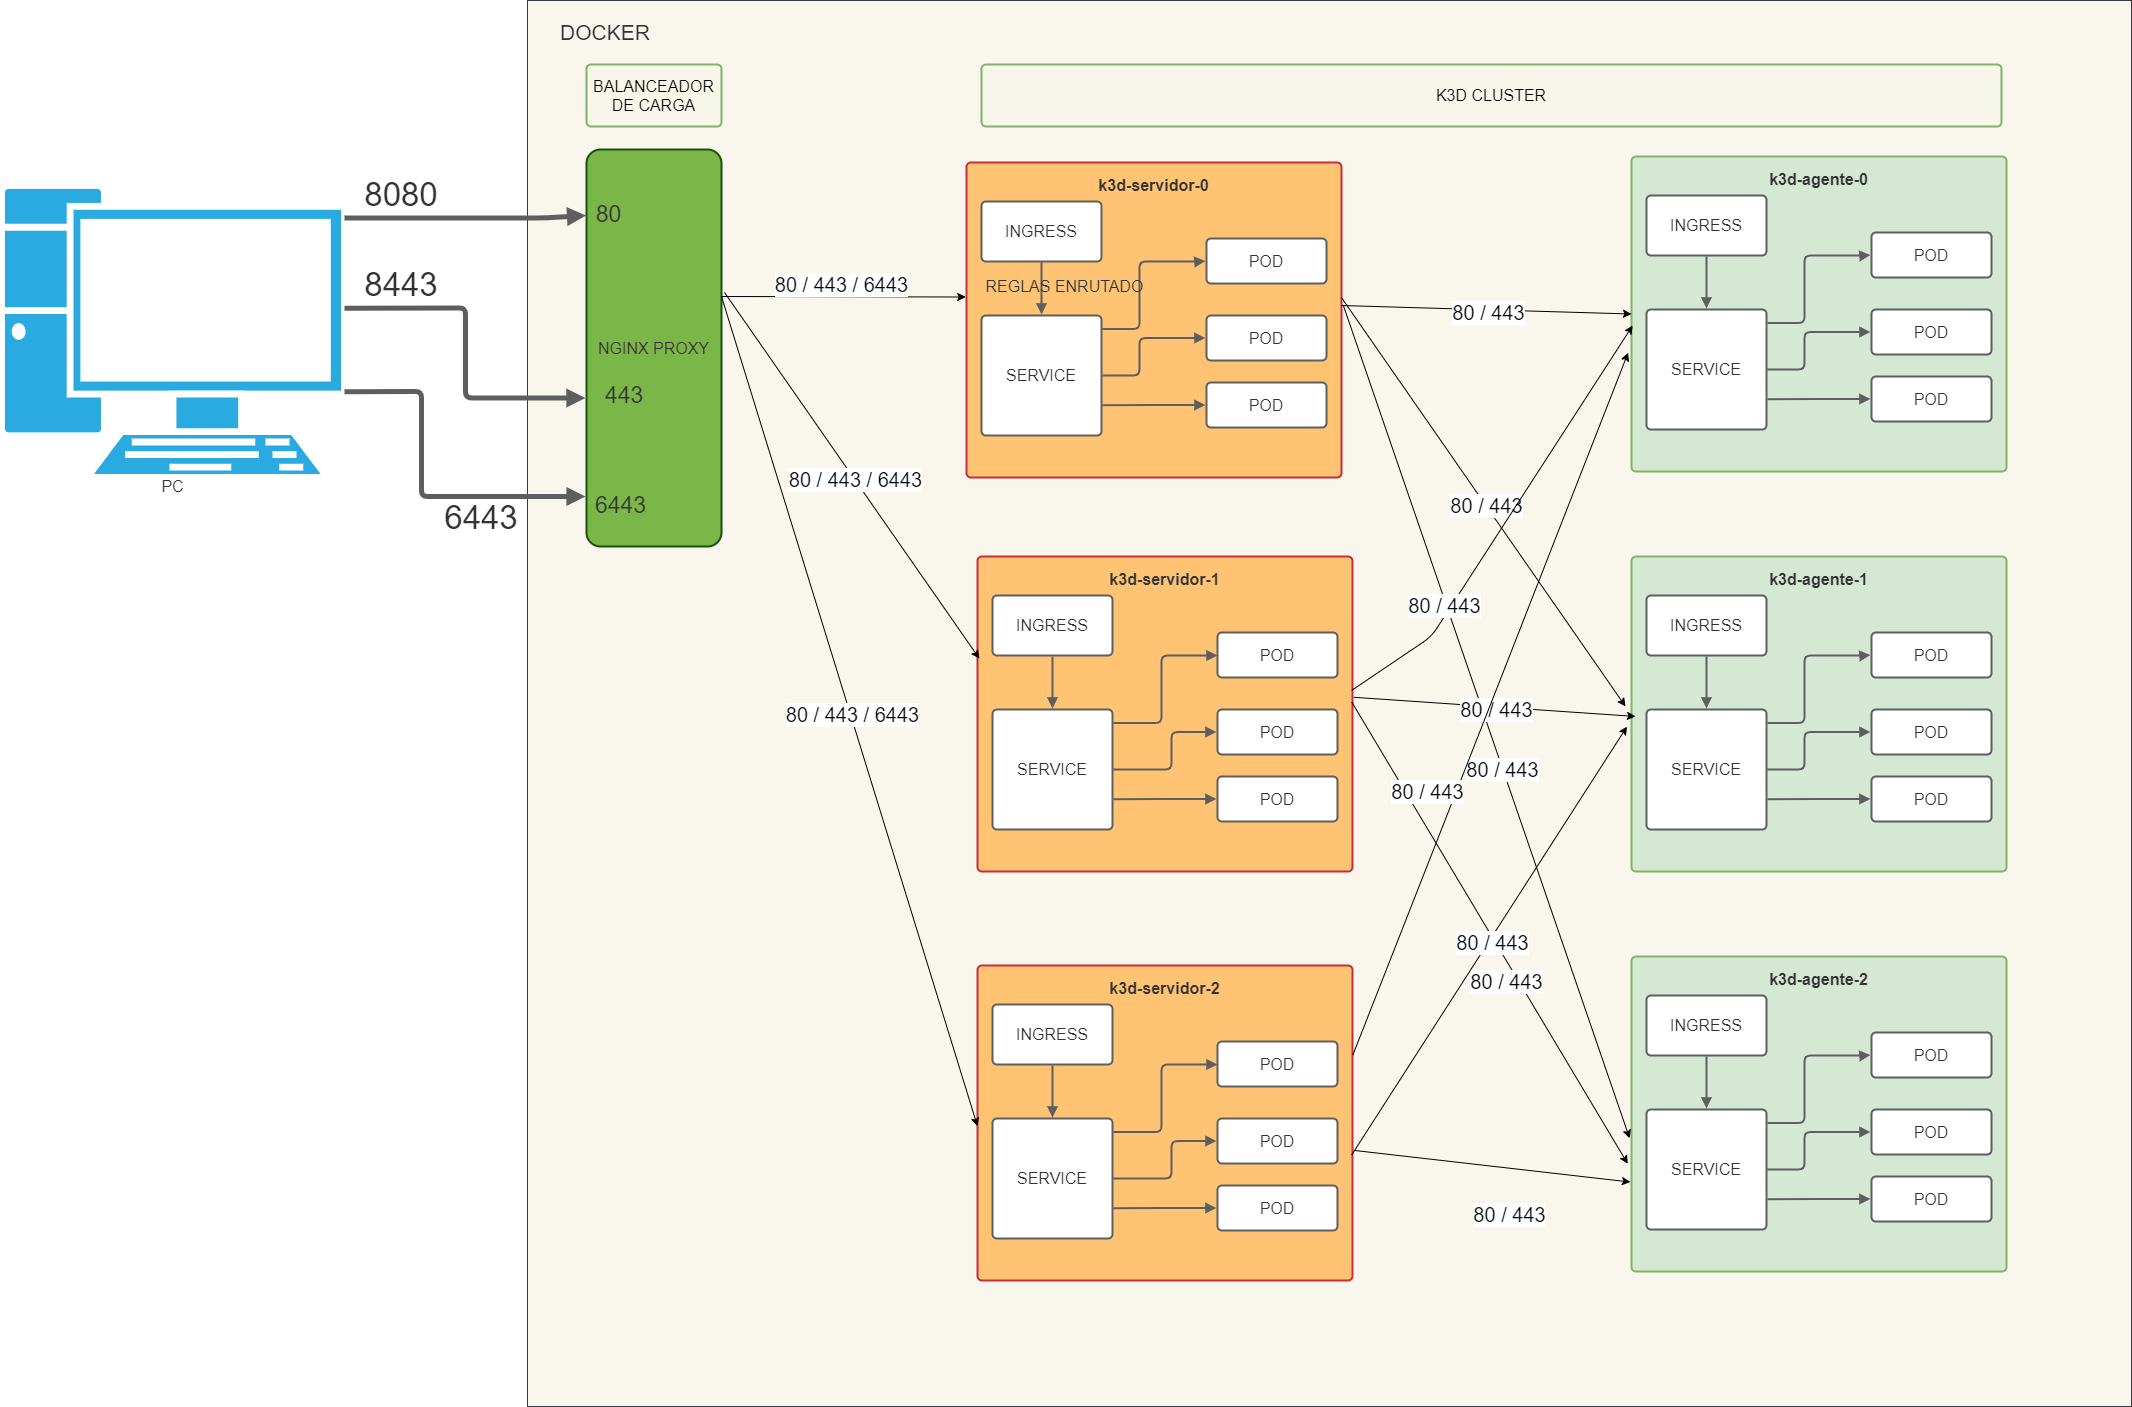 DOCKER
BALANCEADOR
DE CARGA
K3D CLUSTER
8080
8443
6443
PC
80
NGINX PROXY
443
6443
80 / 443 / 6443
80 / 443 / 6443
80 / 443 / 6443
k3d-servidor-0
INGRESS
REGLAS ENRUTADO
SERVICE
POD
POD
POD
k3d-servidor-1
INGRESS
SERVICE
POD
POD
POD
k3d-servidor-2
INGRESS
SERVICE
POD
POD
POD
80 / 443
80 / 443
80 / 443
80 / 443
80 / 443
80 / 443
80 / 443
80 / 443
80 / 443
k3d-agente-0
INGRESS
SERVICE
POD
POD
POD
k3d-agente-1
INGRESS
SERVICE
POD
POD
POD
k3d-agente-2
INGRESS
SERVICE
POD
POD
POD